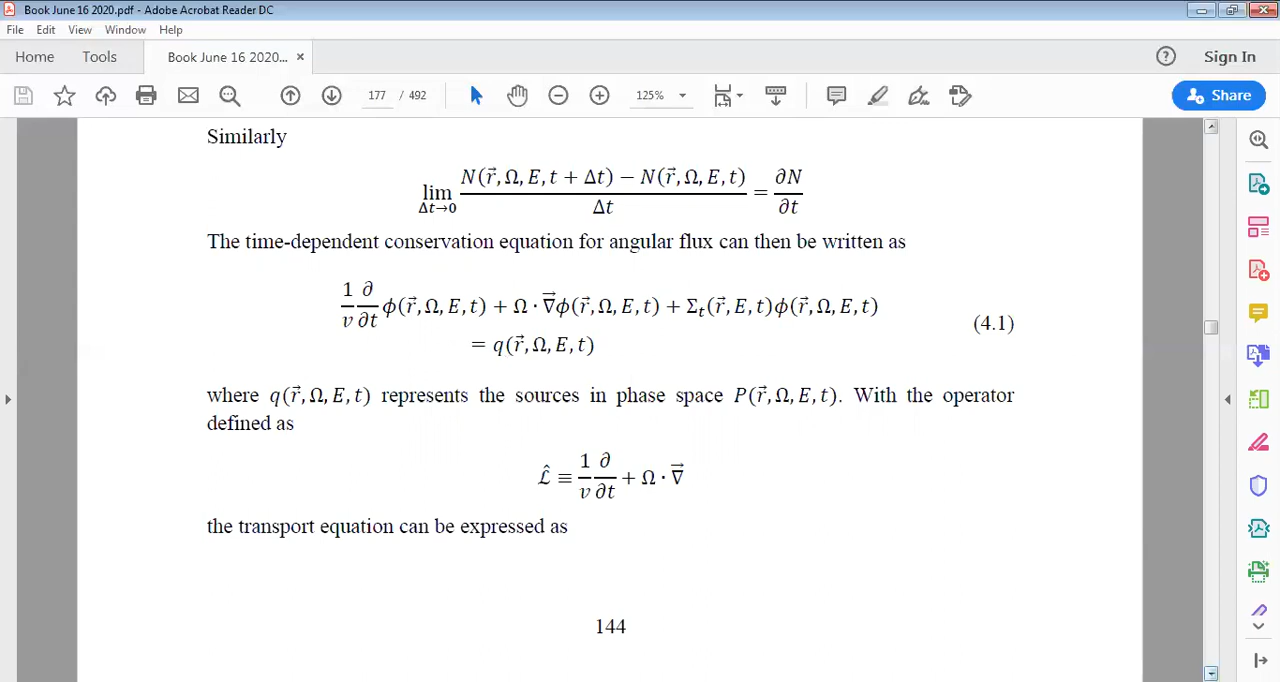 Book June 16 2020.pdf - Adobe Acrobat Reader DC
File Edit View Window Help
Home Tools Book June 16 2020... × Sign In
177 / 492 125% Share
Similarly
lim Δt→0 (N(r⃗, Ω, E, t + Δt) − N(r⃗, Ω, E, t)) / Δt = ∂N / ∂t
The time-dependent conservation equation for angular flux can then be written as
1/v ∂/∂t ϕ(r⃗, Ω, E, t) + Ω · ∇⃗ϕ(r⃗, Ω, E, t) + Σₜ(r⃗, E, t)ϕ(r⃗, Ω, E, t)
= q(r⃗, Ω, E, t) (4.1)
where q(r⃗, Ω, E, t) represents the sources in phase space P(r⃗, Ω, E, t). With the operator
defined as
ℒ̂ ≡ 1/v ∂/∂t + Ω · ∇⃗
the transport equation can be expressed as
144